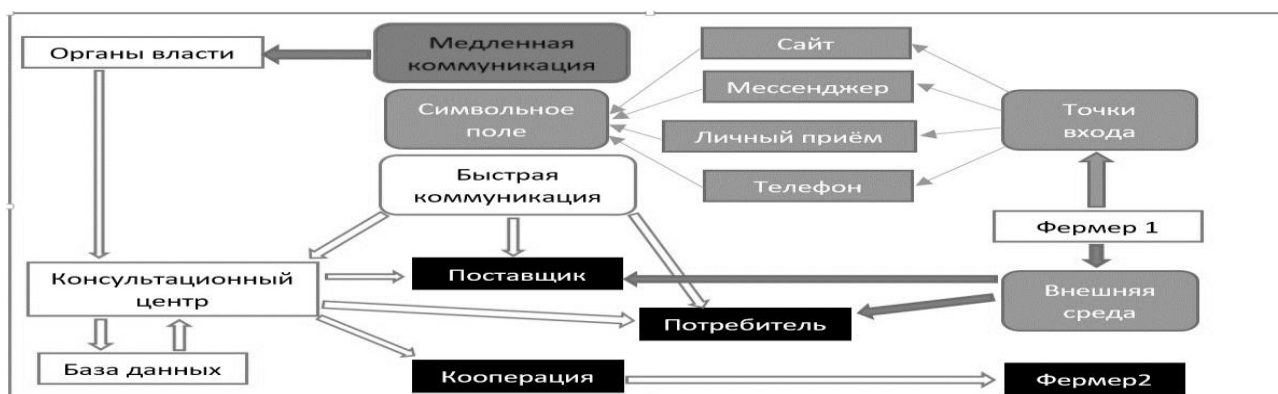 Органы власти
Медленная
коммуникация
Сайт
Мессенджер
Символьное
поле
Точки
входа
Личный приём
Телефон
Быстрая
коммуникация
Фермер 1
Консультационный
центр
Поставщик
Внешняя
среда
Потребитель
База данных
Кооперация
Фермер2